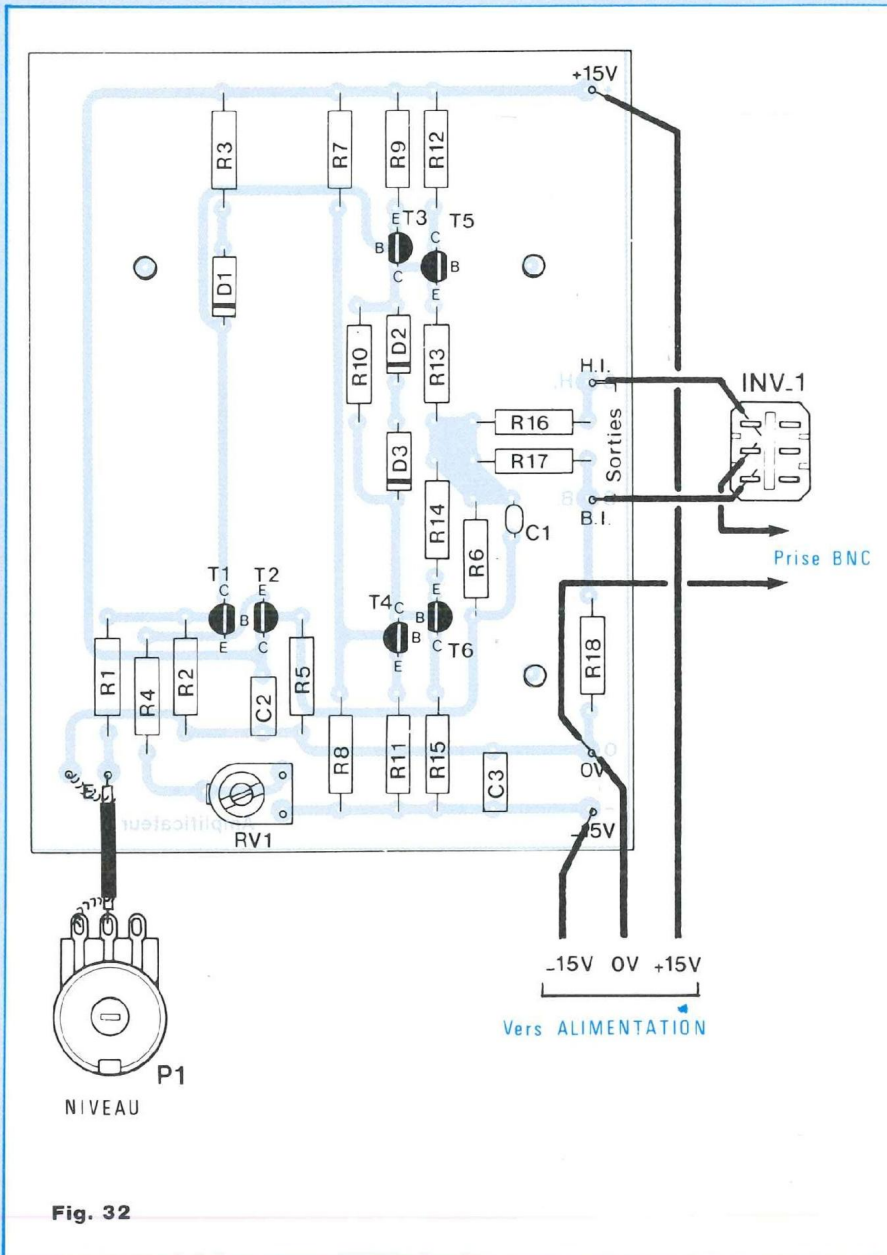 +15V
R3
R7
R9
R12
E T3
T5
C
B
B
C
E
D1
R10
D2
R13
H.I.
INV_1
R16
Sorties
R17
D3
B.I.
R14
C1
R6
Prise BNC
T1
T2
C
E
B
E
C
E
T4
C
B
B
E
C
T6
R1
R4
R2
C2
R5
R18
R8
R11
R15
C3
0V
E
Amplificateur
RV1
_15V
_15V 0V +15V
Vers ALIMENTATION
P1
NIVEAU
Fig. 32